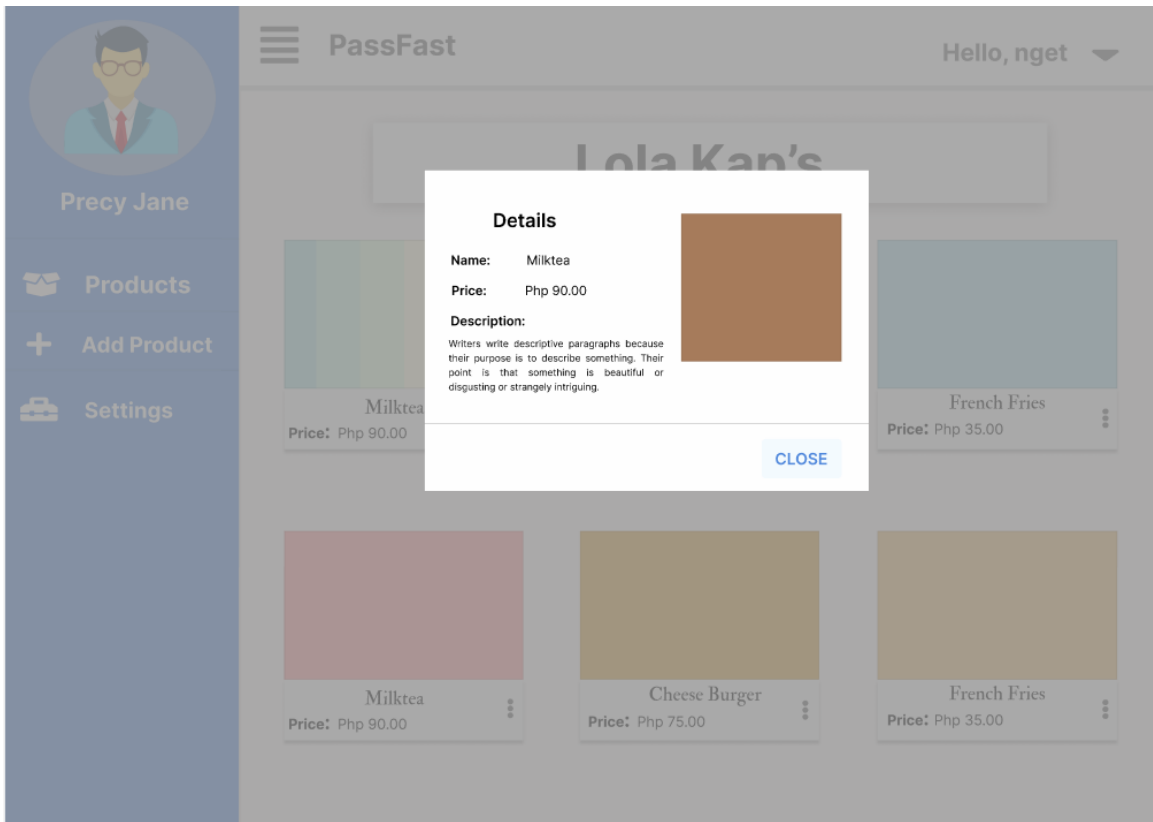 PassFast
Hello, nget
Precy Jane
Products
Add Product
Settings
Lola Kap's
Details
Name: Milktea
Price: Php 90.00
Description:
Writers write descriptive paragraphs because
their purpose is to describe something. Their
point is that something is beautiful or
disgusting or strangely intriguing.
CLOSE
Milktea
Price: Php 90.00
French Fries
Price: Php 35.00
Milktea
Price: Php 90.00
Cheese Burger
Price: Php 75.00
French Fries
Price: Php 35.00